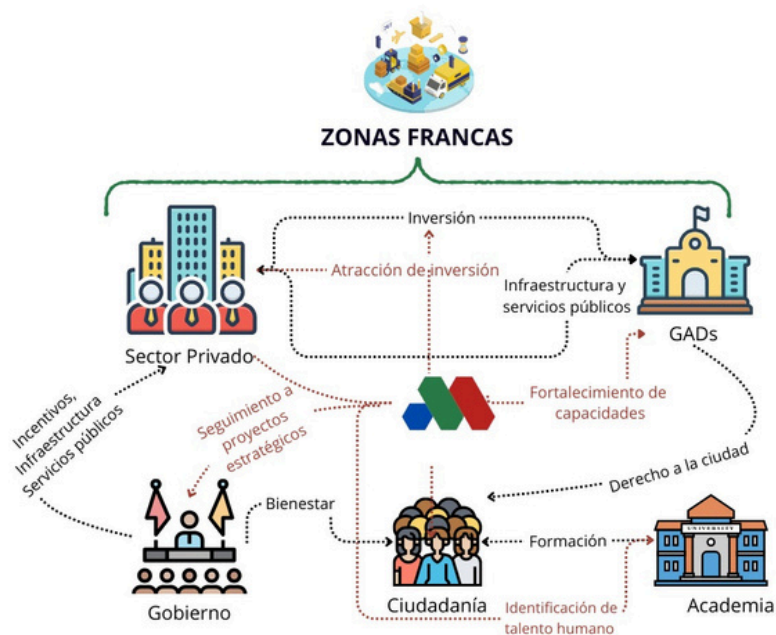 ZONAS FRANCAS
Inversión
Atracción de inversión
Infraestructura y
servicios públicos
Sector Privado
GADs
Incentivos,
Infraestructura
Servicios públicos
Seguimiento a
proyectos
estratégicos
Fortalecimiento de
capacidades
Derecho a la ciudad
Bienestar
Formación
UNIVERSITY
Gobierno
Ciudadanía
Identificación de
talento humano
Academia